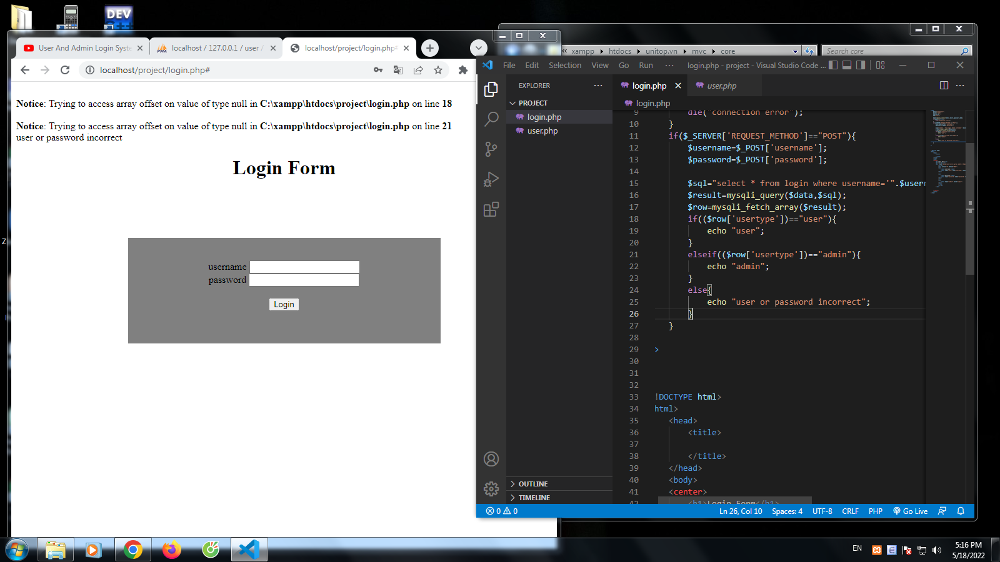 DEV
User And Admin Login Syste
localhost / 127.0.0.1 / user /
localhost/project/login.php#
localhost/project/login.php#
Notice: Trying to access array offset on value of type null in C:\xampp\htdocs\project\login.php on line 18
Notice: Trying to access array offset on value of type null in C:\xampp\htdocs\project\login.php on line 21
user or password incorrect
Login Form
username
password
Login
« xampp htdocs unitop.vn mvc core
Search core
File Edit Selection View Go Run ··· login.php - project - Visual Studio Code ...
EXPLORER ···
PROJECT
login.php
user.php
OUTLINE
TIMELINE
login.php
user.php
login.php
9 die("connection error");
10 }
11 if($_SERVER['REQUEST_METHOD']=="POST"){
12 $username=$_POST['username'];
13 $password=$_POST['password'];
14
15 $sql="select * from login where username='".$usern
16 $result=mysqli_query($data,$sql);
17 $row=mysqli_fetch_array($result);
18 if(($row['usertype'])=="user"){
19 echo "user";
20 }
21 elseif(($row['usertype'])=="admin"){
22 echo "admin";
23 }
24 else{
25 echo "user or password incorrect";
26 }
27 }
28
29 >
30
31
32
33 !DOCTYPE html>
34 html>
35 <head>
36 <title>
37
38 </title>
39 </head>
40 <body>
41 <center>
42 <h1>Login Form</h1>
0 0
Ln 26, Col 10 Spaces: 4 UTF-8 CRLF PHP Go Live
EN
5:16 PM
5/18/2022